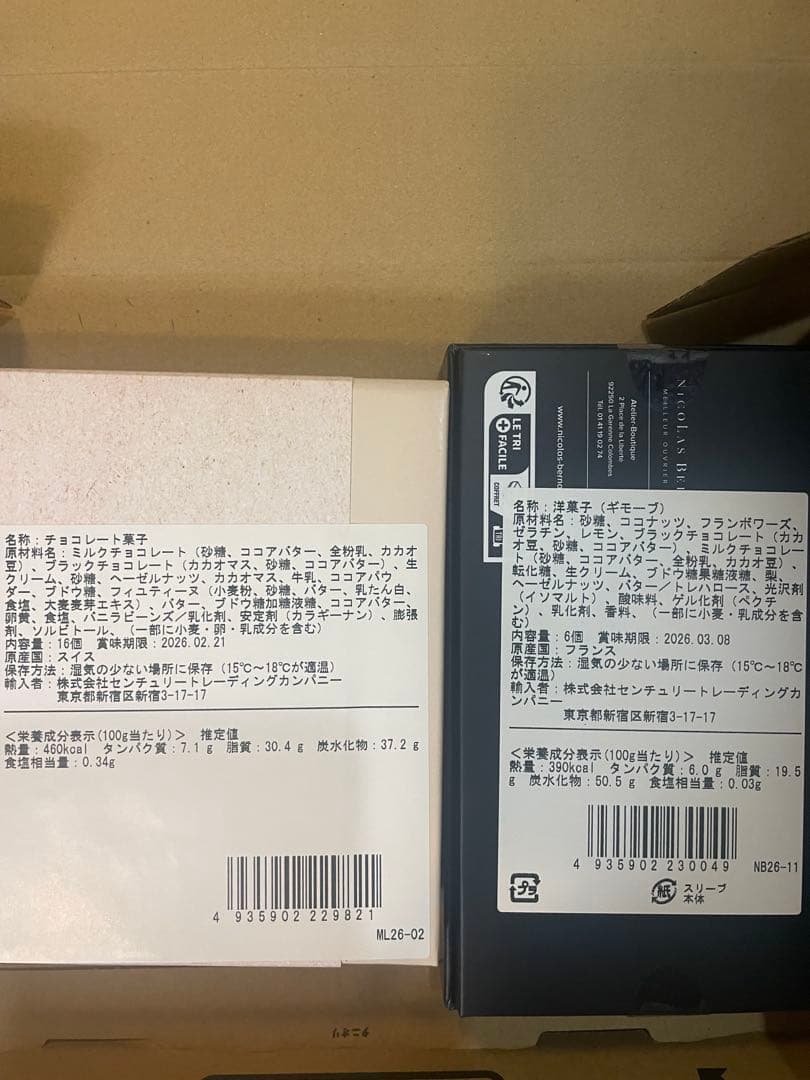 名称：チョコレート菓子
原材料名：ミルクチョコレート（砂糖、ココアバター、全粉乳、カカオ
豆）、ブラックチョコレート（カカオマス、砂糖、ココアバター）、生
クリーム、砂糖、ヘーゼルナッツ、カカオマス、牛乳、ココアパウ
ダー、ブドウ糖、フィユティーヌ（小麦粉、砂糖、バター、乳たん白、
食塩、大麦麦芽エキス）、バター、ブドウ糖加糖液糖、ココアバター、
卵黄、食塩、バニラビーンズ／乳化剤、安定剤（カラギーナン）、膨張
剤、ソルビトール、（一部に小麦・卵・乳成分を含む）
内容量：16個　賞味期限：2026.02.21
原産国：スイス
保存方法：湿気の少ない場所に保存（15℃～18℃が適温）
輸入者：株式会社センチュリートレーディングカンパニー
東京都新宿区新宿3-17-17
＜栄養成分表示（100g当たり）＞　推定値
熱量：460kcal　タンパク質：7.1 g　脂質：30.4 g　炭水化物：37.2 g
食塩相当量：0.34g
4 935902 229821
ML26-02
LE TRI
+ FACILE
COFFRET
www.nicolas-berna
Atelier-Boutique
2 Place de la Liberté
92250 La Garenne Colombes
Tél. 01 41 19 02 74
NICOLAS BE
MEILLEUR OUVRIER
名称：洋菓子（ギモーブ）
原材料名：砂糖、ココナッツ、フランボワーズ、
ゼラチン、レモン、ブラックチョコレート（カカ
オ豆、砂糖、ココアバター）、ミルクチョコレー
ト（砂糖、ココアバター、全粉乳、カカオ豆）、
転化糖、生クリーム、ブドウ糖果糖液糖、梨、
ヘーゼルナッツ、バター／トレハロース、光沢剤
（イソマルト）、酸味料、ゲル化剤（ペクチ
ン）、乳化剤、香料、（一部に小麦・乳成分を含
む）
内容量：6個　賞味期限：2026.03.08
原産国：フランス
保存方法：湿気の少ない場所に保存（15℃～18℃
が適温）
輸入者：株式会社センチュリートレーディングカ
ンパニー
東京都新宿区新宿3-17-17
＜栄養成分表示（100g当たり）＞　推定値
熱量：390kcal　タンパク質：6.0 g　脂質：19.5
g　炭水化物：50.5 g　食塩相当量：0.03g
4 935902 230049
NB26-11
プラ
紙
スリーブ
本体
タニオリ